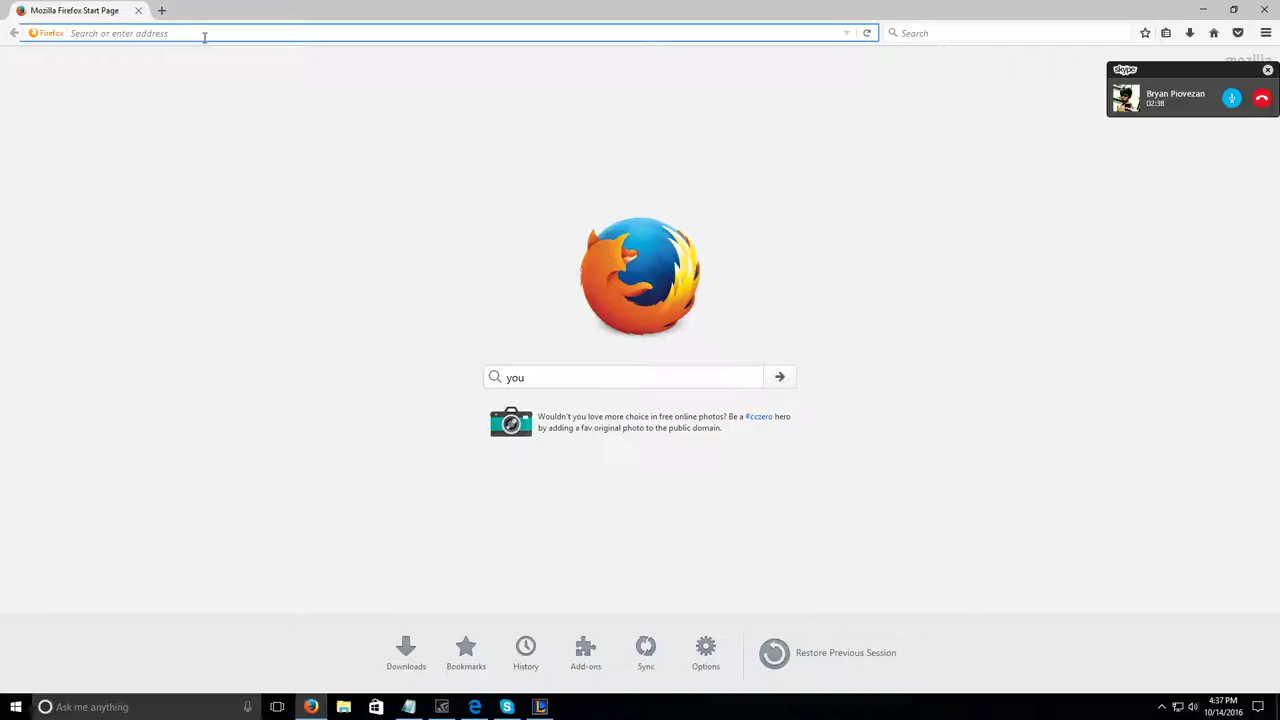 Mozilla Firefox Start Page
Firefox Search or enter address
Search
mozilla
skype
Bryan Piovezan
02:38
you
Wouldn't you love more choice in free online photos? Be a #cczero hero
by adding a fav original photo to the public domain.
Downloads
Bookmarks
History
Add-ons
Sync
Options
Restore Previous Session
Ask me anything
4:37 PM
10/14/2016